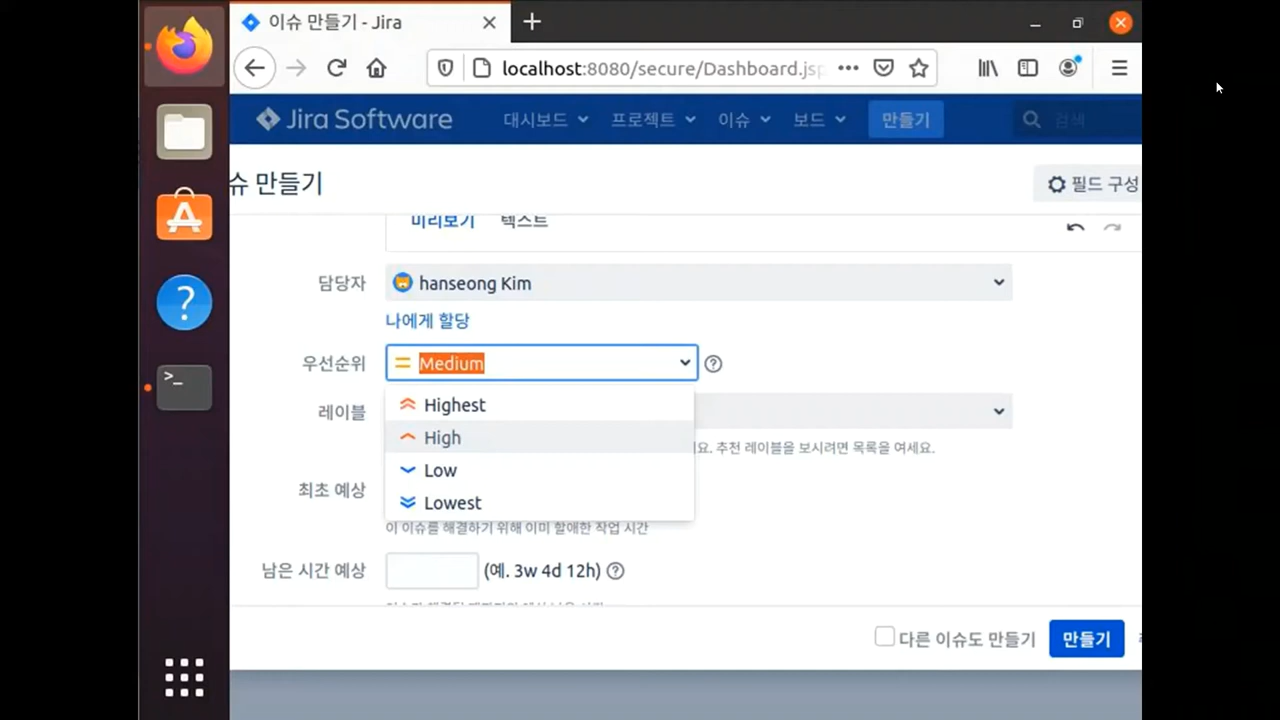 이슈 만들기 - Jira
localhost:8080/secure/Dashboard.jsp
Jira Software 대시보드 프로젝트 이슈 보드 만들기 검색
슈 만들기 필드 구성
미리보기 텍스트
담당자 hanseong Kim
나에게 할당
우선순위 Medium
Highest
레이블
High
요. 추천 레이블을 보시려면 목록을 여세요.
Low
최초 예상
Lowest
이 이슈를 해결하기 위해 이미 할애한 작업 시간
남은 시간 예상 (예. 3w 4d 12h)
다른 이슈도 만들기 만들기